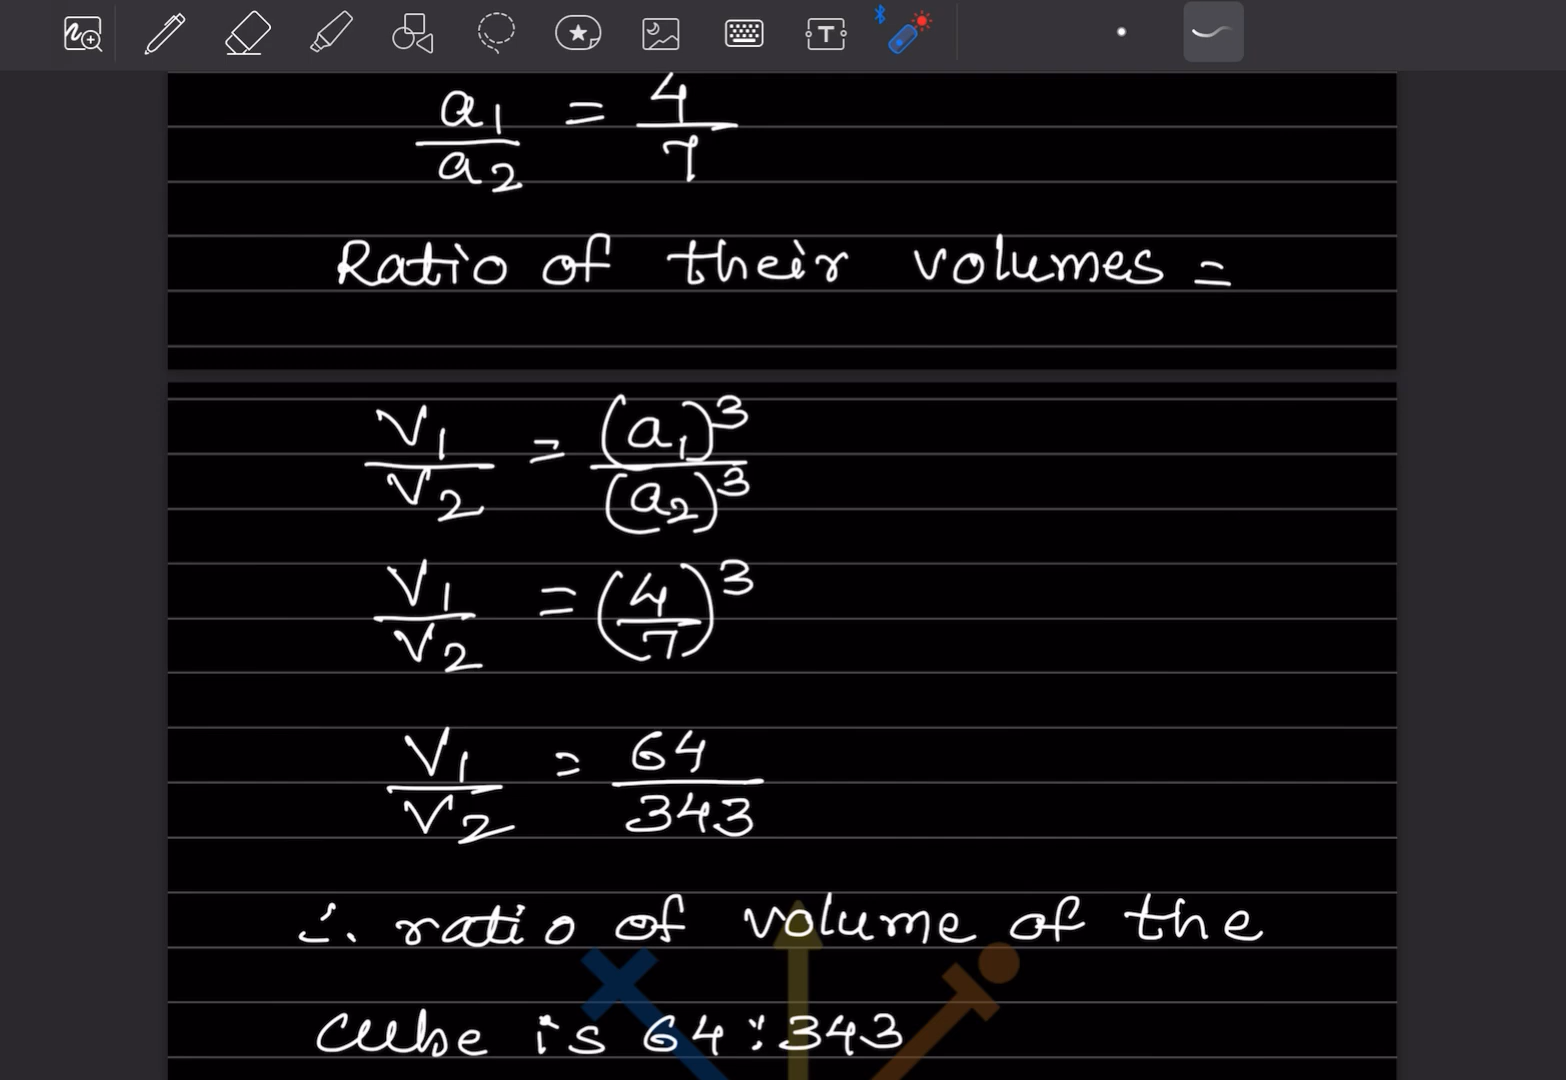 a₁/a₂ = 4/7
Ratio of their volumes =
V₁/V₂ = (a₁)³/(a₂)³
V₁/V₂ = (4/7)³
V₁/V₂ = 64/343
∴ ratio of volume of the
cube is 64:343